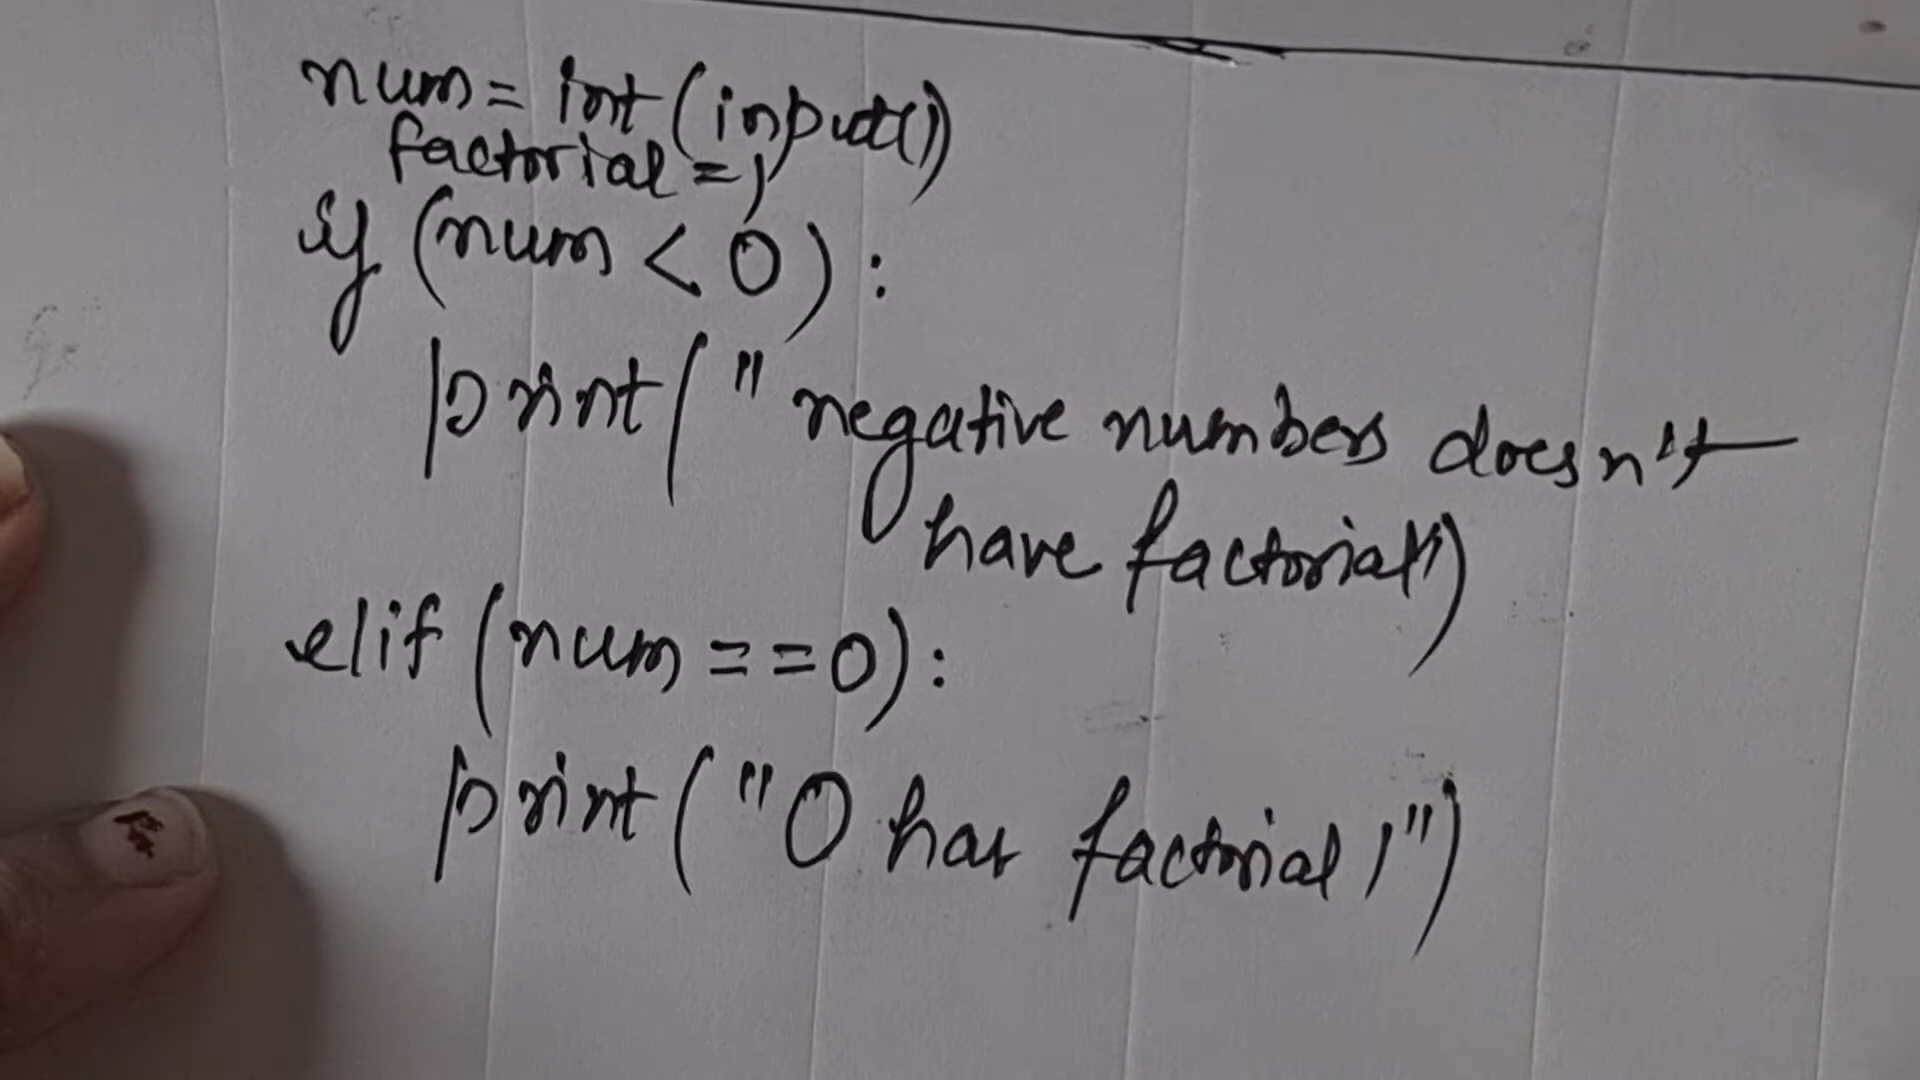 num = int(input())
factorial = 1
if (num < 0):
print("negative numbers doesn't
have factorial")
elif (num == 0):
print("0 has factorial 1")